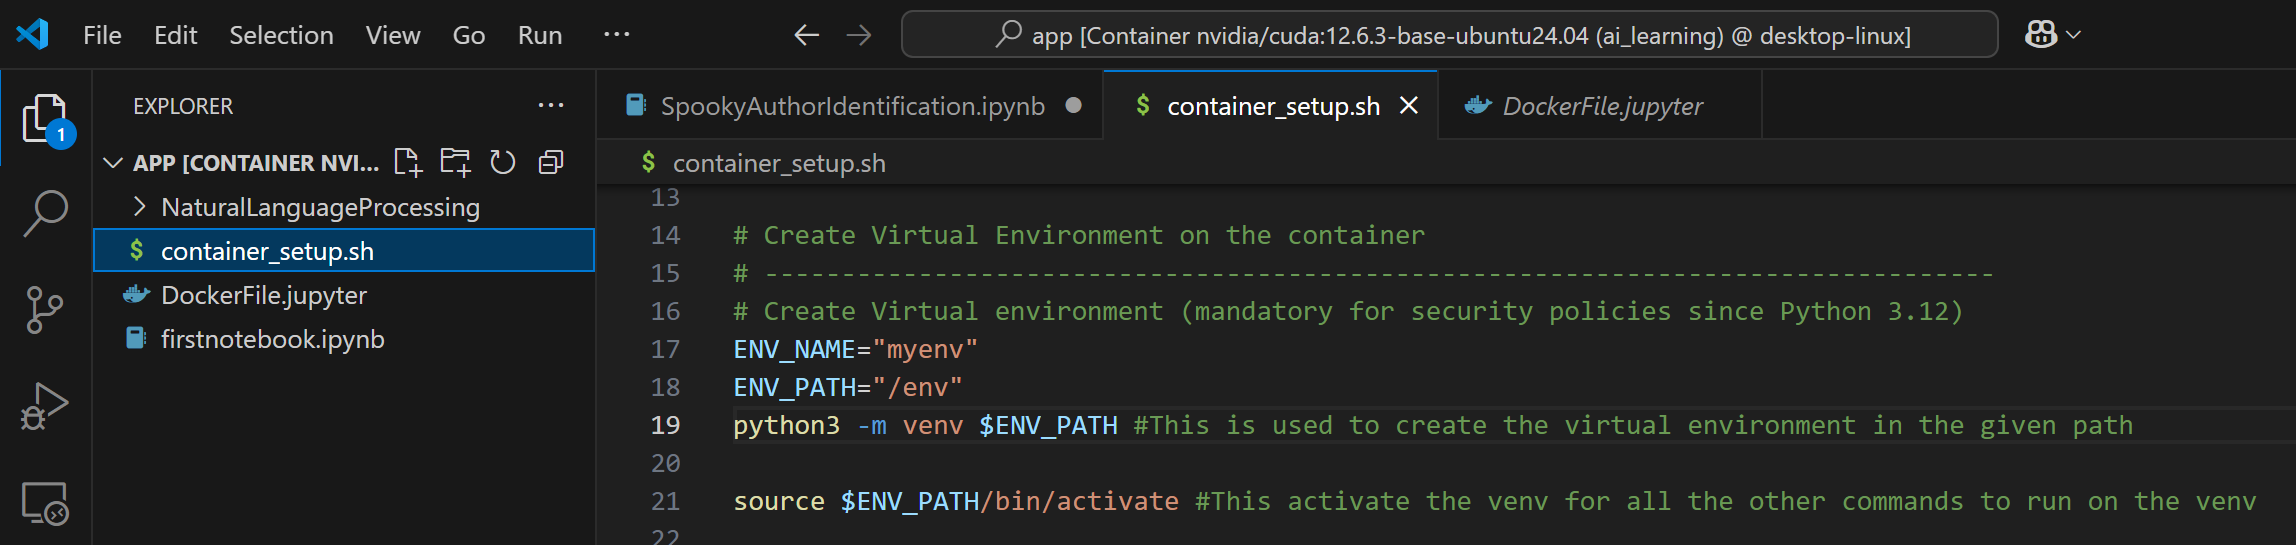 File Edit Selection View Go Run ···
app [Container nvidia/cuda:12.6.3-base-ubuntu24.04 (ai_learning) @ desktop-linux]
1
EXPLORER
APP [CONTAINER NVI...
NaturalLanguageProcessing
$ container_setup.sh
DockerFile.jupyter
firstnotebook.ipynb
SpookyAuthorIdentification.ipynb
$ container_setup.sh
DockerFile.jupyter
$ container_setup.sh
13
14 # Create Virtual Environment on the container
15 # --------------------------------------------------------------------------------
16 # Create Virtual environment (mandatory for security policies since Python 3.12)
17 ENV_NAME="myenv"
18 ENV_PATH="/env"
19 python3 -m venv $ENV_PATH #This is used to create the virtual environment in the given path
20
21 source $ENV_PATH/bin/activate #This activate the venv for all the other commands to run on the venv
22